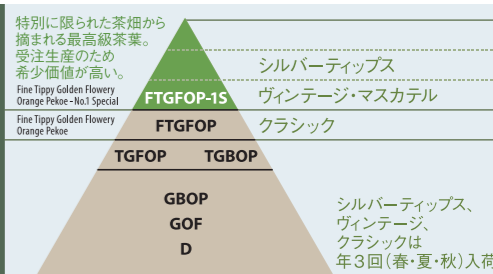 特別に限られた茶畑から
摘まれる最高級茶葉。
受注生産のため
希少価値が高い。
シルバーティップス
Fine Tippy Golden Flowery
Orange Pekoe - No.1 Special
FTGFOP-1S
ヴィンテージ・マスカテル
Fine Tippy Golden Flowery
Orange Pekoe
FTGFOP
クラシック
TGFOP TGBOP
GBOP
GOF
D
シルバーティップス、
ヴィンテージ、
クラシックは
年3回(春・夏・秋)入荷